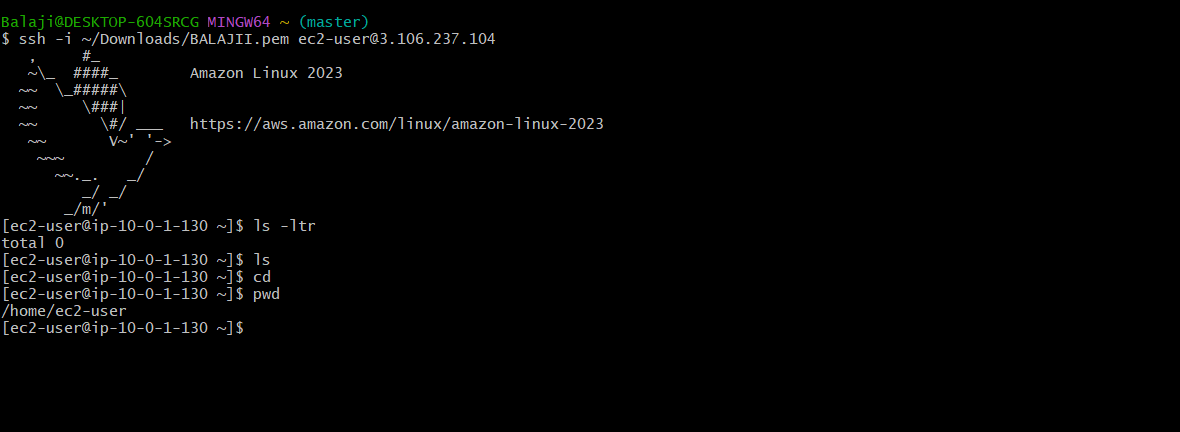 Balaji@DESKTOP-604SRCG MINGW64 ~ (master)
$ ssh -i ~/Downloads/BALAJII.pem ec2-user@3.106.237.104
   ,     #_
   ~\_  ####_        Amazon Linux 2023
  ~~  \_#####\
  ~~     \###|
  ~~       \#/ ___   https://aws.amazon.com/linux/amazon-linux-2023
   ~~       V~' '->
    ~~~         /
      ~~._.   _/
         _/ _/
       _/m/'
[ec2-user@ip-10-0-1-130 ~]$ ls -ltr
total 0
[ec2-user@ip-10-0-1-130 ~]$ ls
[ec2-user@ip-10-0-1-130 ~]$ cd
[ec2-user@ip-10-0-1-130 ~]$ pwd
/home/ec2-user
[ec2-user@ip-10-0-1-130 ~]$